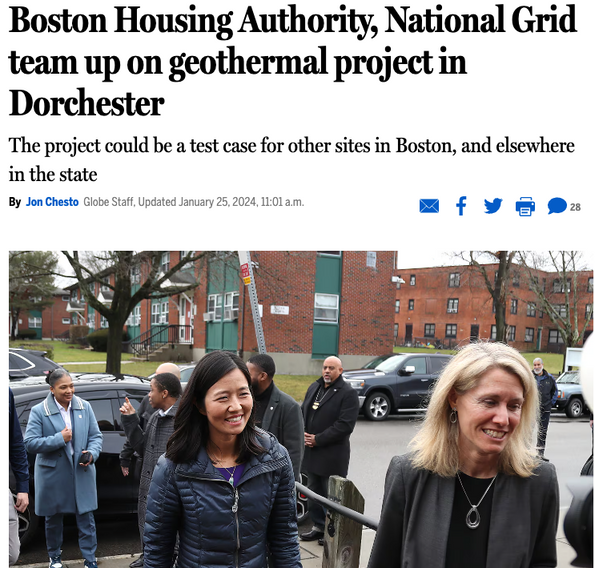 Boston Housing Authority, National Grid
team up on geothermal project in
Dorchester
The project could be a test case for other sites in Boston, and elsewhere
in the state
By Jon Chesto Globe Staff, Updated January 25, 2024, 11:01 a.m.
28